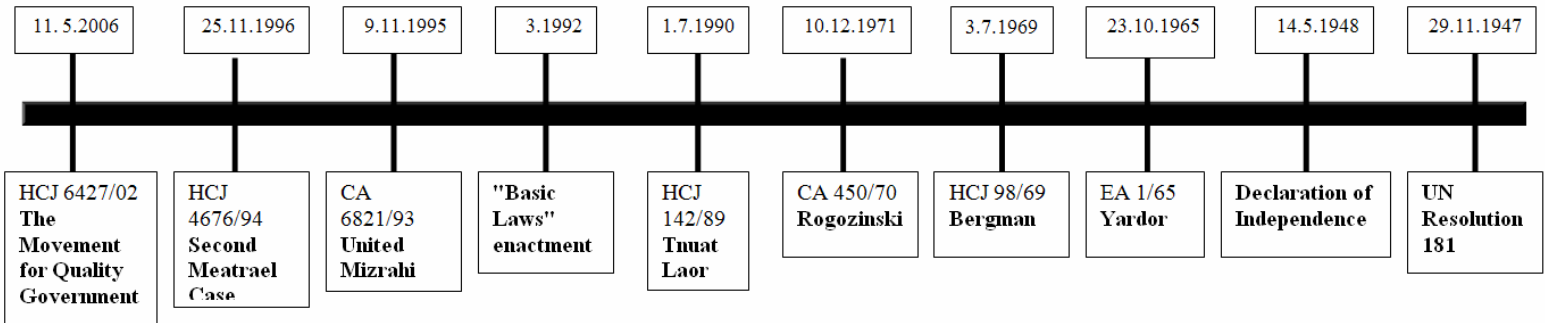 11. 5.2006
25.11.1996
9.11.1995
3.1992
1.7.1990
10.12.1971
3.7.1969
23.10.1965
14.5.1948
29.11.1947
HCJ 6427/02
The
Movement
for Quality
Government
HCJ
4676/94
Second
Meatrael
Case
CA
6821/93
United
Mizrahi
"Basic
Laws"
enactment
HCJ
142/89
Tnuat
Laor
CA 450/70
Rogozinski
HCJ 98/69
Bergman
EA 1/65
Yardor
Declaration of
Independence
UN
Resolution
181